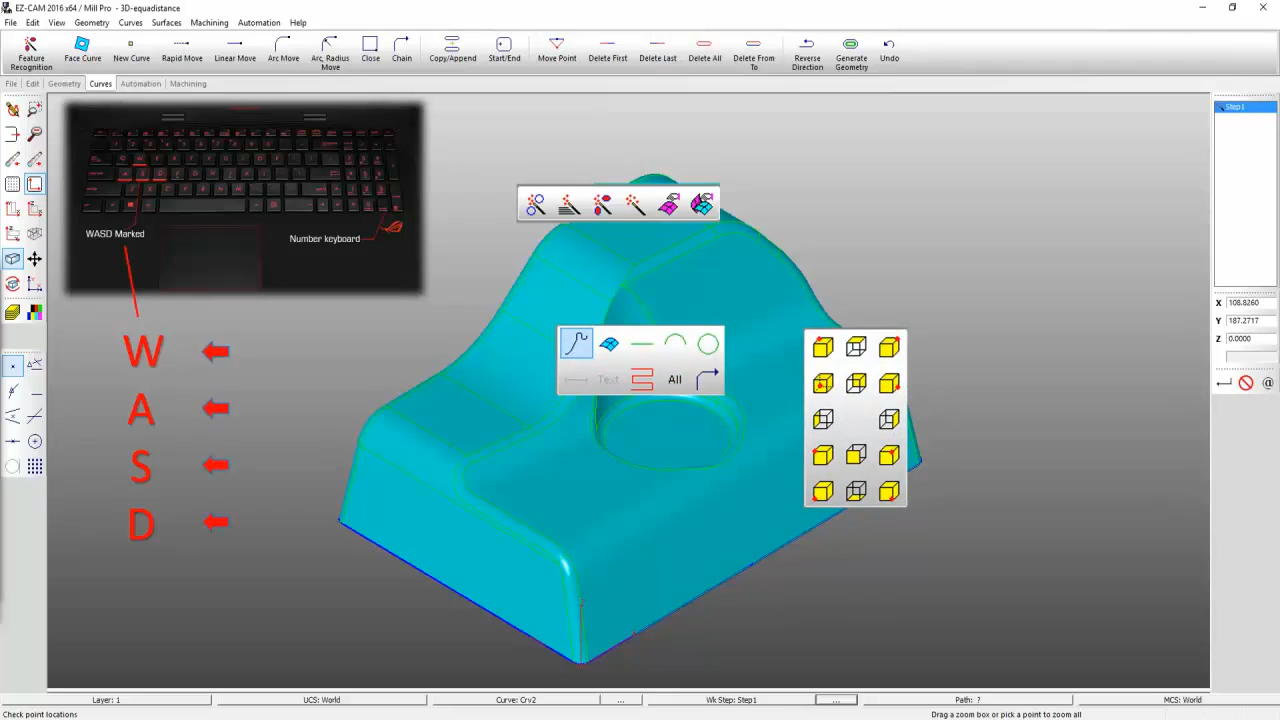 EZ-CAM 2016 x64 / Mill Pro - 3D-equadistance
File Edit View Geometry Curves Surfaces Machining Automation Help
Feature Recognition
Face Curve
New Curve
Rapid Move
Linear Move
Arc Move
Arc, Radius Move
Close
Chain
Copy/Append
Start/End
Move Point
Delete First
Delete Last
Delete All
Delete From To
Reverse Direction
Generate Geometry
Undo
File Edit Geometry Curves Automation Machining
Step1
WASD Marked
Number keyboard
W
A
S
D
Text
All
X 108.8260
Y 187.2717
Z 0.0000
@
Layer: 1 UCS: World Curve: Crv2 ... Wk Step: Step1 ... Path: ? MCS: World
Check point locations Drag a zoom box or pick a point to zoom all